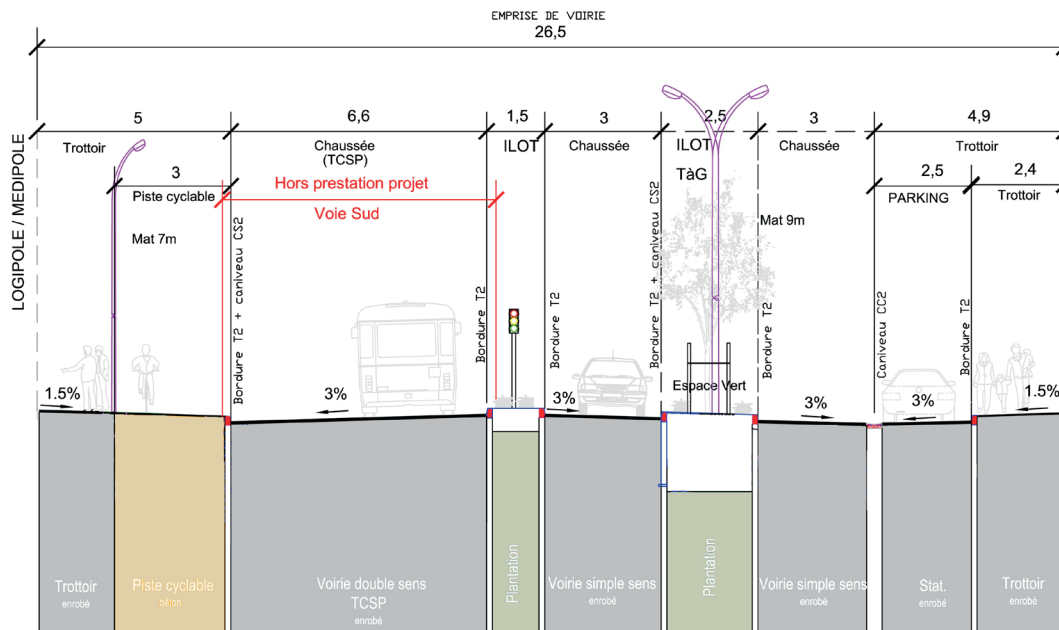 EMPRISE DE VOIRIE
26,5
5
6,6
1,5
3
2,5
3
4,9
Trottoir
Chaussée
(TCSP)
ILOT
Chaussée
ILOT
TàG
Chaussée
Trottoir
3
Piste cyclable
Hors prestation projet
Voie Sud
2,5
PARKING
2,4
Trottoir
Mat 7m
Mat 9m
LOGIPOLE / MEDIPOLE
Bordure T2 + caniveau CS2
Bordure T2
Bordure T2
Bordure T2 + caniveau CS2
Bordure T2
Caniveau CC2
Bordure T2
Espace Vert
1.5%
3%
3%
3%
3%
1.5%
Trottoir
enrobé
Piste cyclable
béton
Voirie double sens
TCSP
enrobé
Plantation
Voirie simple sens
enrobé
Plantation
Voirie simple sens
enrobé
Stat.
enrobé
Trottoir
enrobé